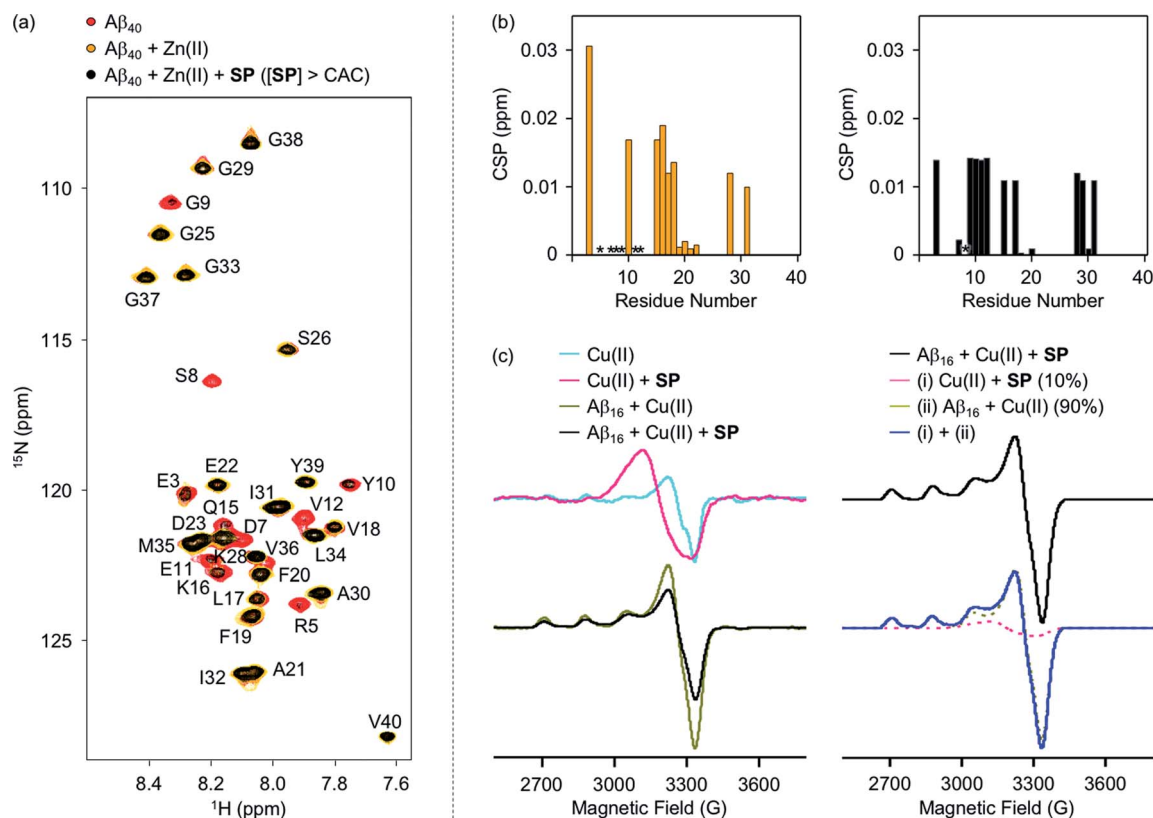 (a)
Aβ40
Aβ40 + Zn(II)
Aβ40 + Zn(II) + SP ([SP] > CAC)
G38
G29
G9
G25
G33
G37
S26
S8
E22
Y39
E3
I31
Y10
Q15
V12
D23
D7
V18
M35
V36
L34
K28
E11
F20
K16
A30
L17
R5
F19
I32
A21
V40
110
115
120
125
15N (ppm)
8.4
8.2
8.0
7.8
7.6
1H (ppm)
(b)
0.03
0.02
0.01
0
CSP (ppm)
* *** **
10
20
30
40
Residue Number
0.03
0.02
0.01
0
CSP (ppm)
*
10
20
30
40
Residue Number
(c)
Cu(II)
Cu(II) + SP
Aβ16 + Cu(II)
Aβ16 + Cu(II) + SP
2700
3000
3300
3600
Magnetic Field (G)
Aβ16 + Cu(II) + SP
(i) Cu(II) + SP (10%)
(ii) Aβ16 + Cu(II) (90%)
(i) + (ii)
2700
3000
3300
3600
Magnetic Field (G)